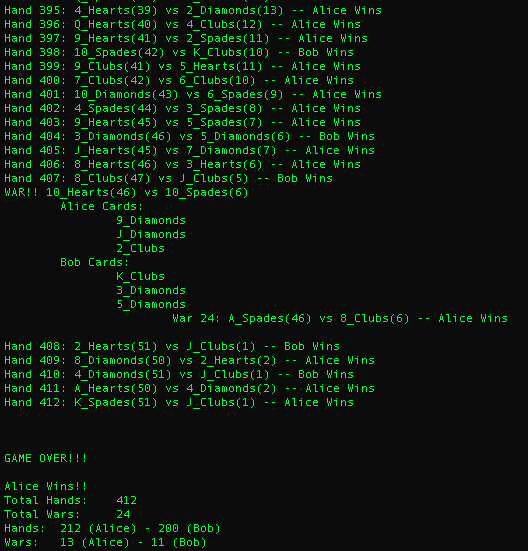 Hand 395: 4_Hearts(39) vs 2_Diamonds(13) -- Alice Wins
Hand 396: Q_Hearts(40) vs 4_Clubs(12) -- Alice Wins
Hand 397: 9_Hearts(41) vs 2_Spades(11) -- Alice Wins
Hand 398: 10_Spades(42) vs K_Clubs(10) -- Bob Wins
Hand 399: 9_Clubs(41) vs 5_Hearts(11) -- Alice Wins
Hand 400: 7_Clubs(42) vs 6_Clubs(10) -- Alice Wins
Hand 401: 10_Diamonds(43) vs 6_Spades(9) -- Alice Wins
Hand 402: 4_Spades(44) vs 3_Spades(8) -- Alice Wins
Hand 403: 9_Hearts(45) vs 5_Spades(7) -- Alice Wins
Hand 404: 3_Diamonds(46) vs 5_Diamonds(6) -- Bob Wins
Hand 405: J_Hearts(45) vs 7_Diamonds(7) -- Alice Wins
Hand 406: 8_Hearts(46) vs 3_Hearts(6) -- Alice Wins
Hand 407: 8_Clubs(47) vs J_Clubs(5) -- Bob Wins
WAR!! 10_Hearts(46) vs 10_Spades(6)
Alice Cards:
9_Diamonds
J_Diamonds
2_Clubs
Bob Cards:
K_Clubs
3_Diamonds
5_Diamonds
War 24: A_Spades(46) vs 8_Clubs(6) -- Alice Wins
Hand 408: 2_Hearts(51) vs J_Clubs(1) -- Bob Wins
Hand 409: 8_Diamonds(50) vs 2_Hearts(2) -- Alice Wins
Hand 410: 4_Diamonds(51) vs J_Clubs(1) -- Bob Wins
Hand 411: A_Hearts(50) vs 4_Diamonds(2) -- Alice Wins
Hand 412: K_Spades(51) vs J_Clubs(1) -- Alice Wins
GAME OVER!!!
Alice Wins!!
Total Hands: 412
Total Wars: 24
Hands: 212 (Alice) - 200 (Bob)
Wars: 13 (Alice) - 11 (Bob)